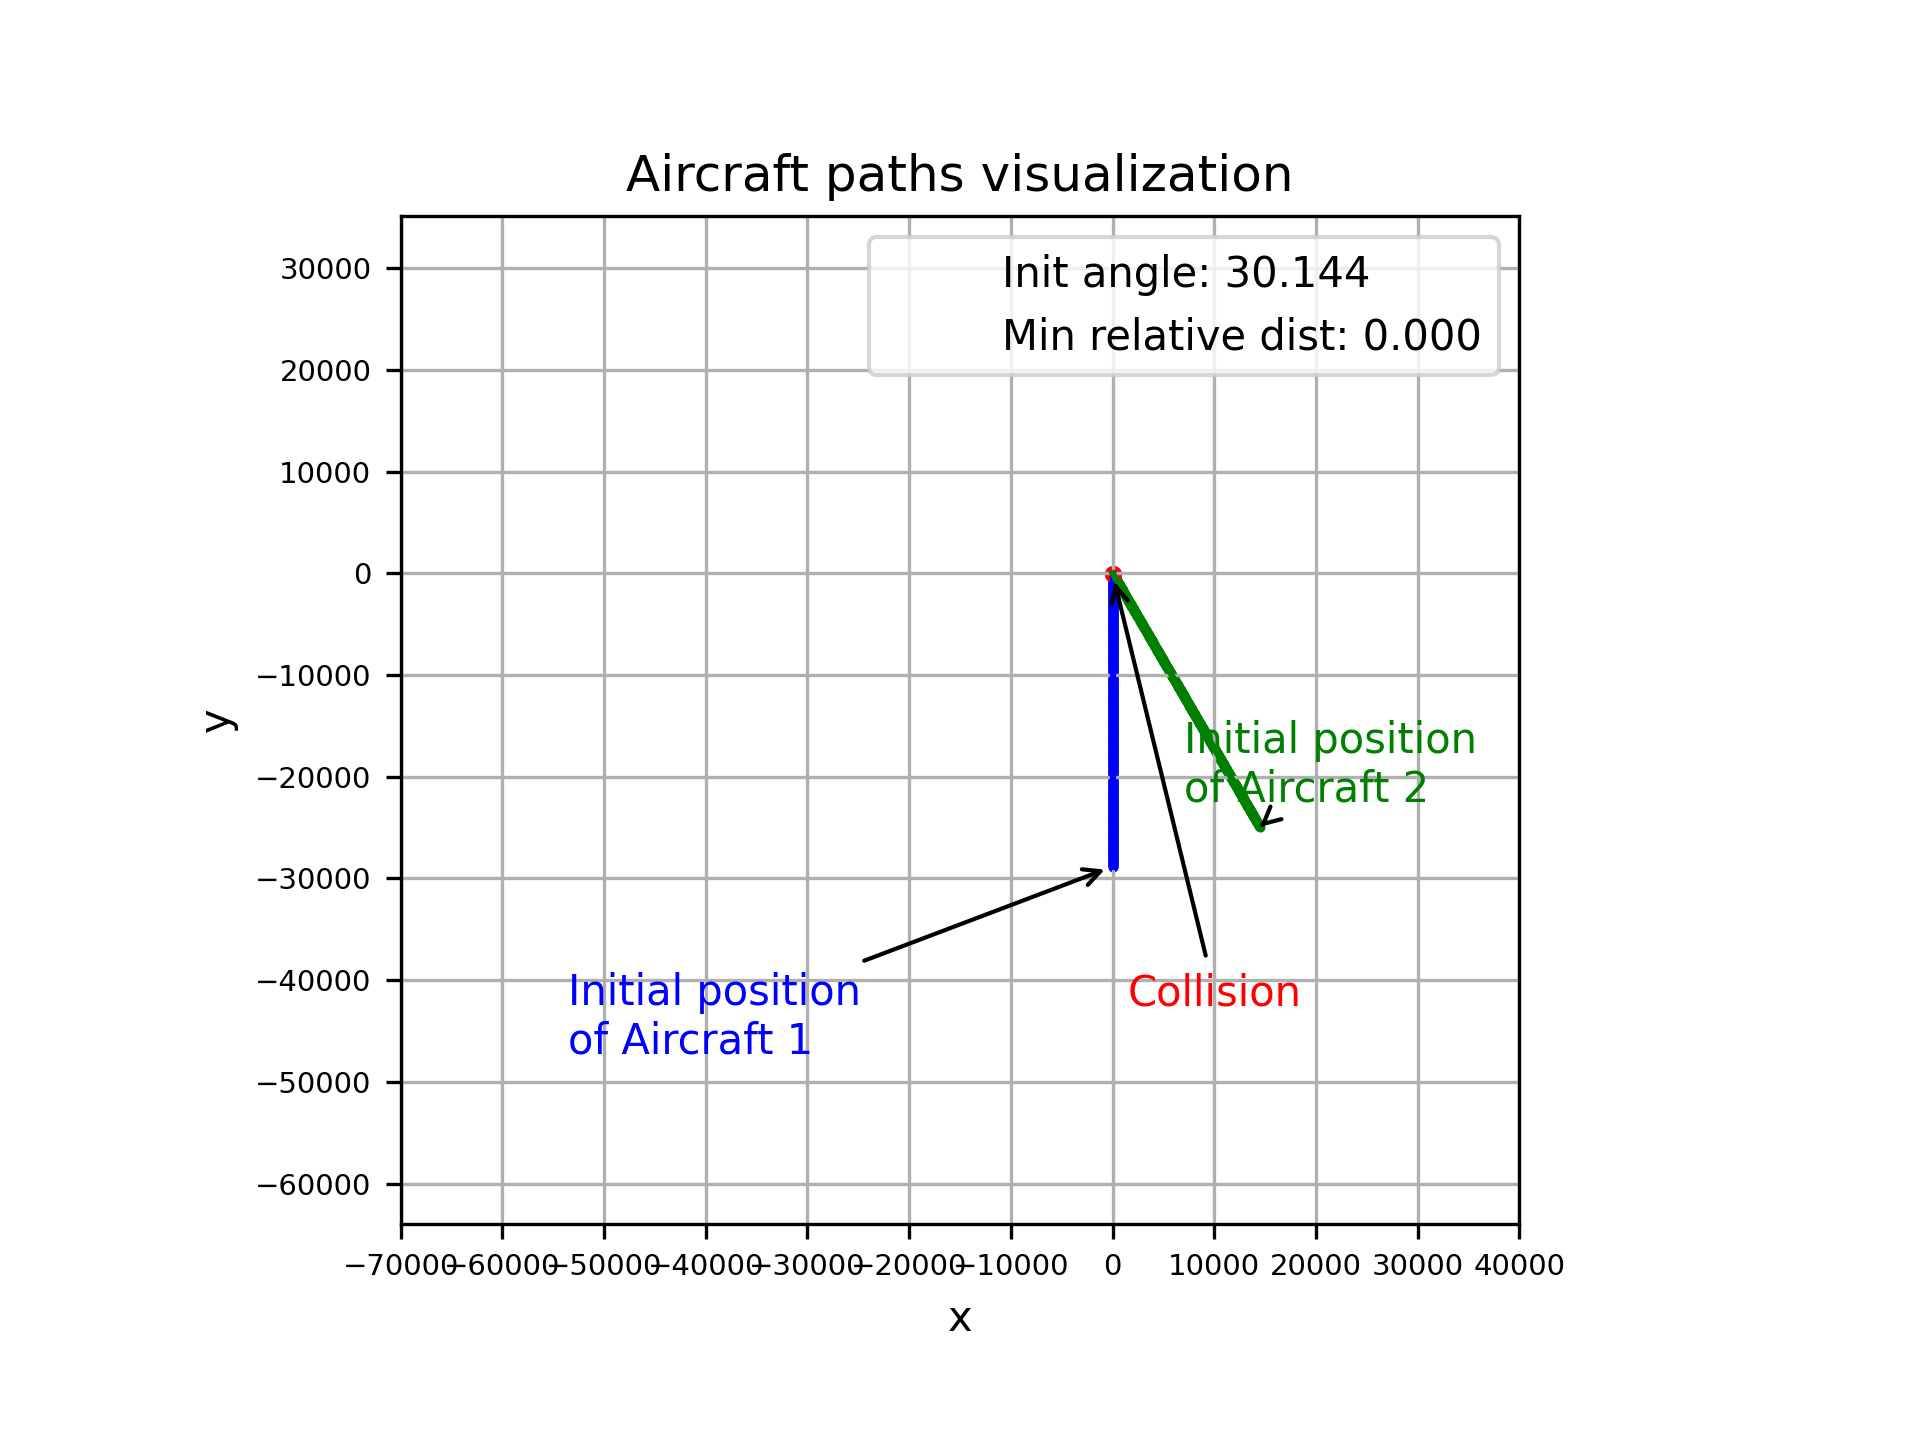 Aircraft paths visualization
Init angle: 30.144
Min relative dist: 0.000
30000
20000
10000
0
−10000
−20000
−30000
−40000
−50000
−60000
y
Initial position
of Aircraft 2
Initial position
of Aircraft 1
Collision
−70000 −60000 −50000 −40000 −30000 −20000 −10000 0 10000 20000 30000 40000
x